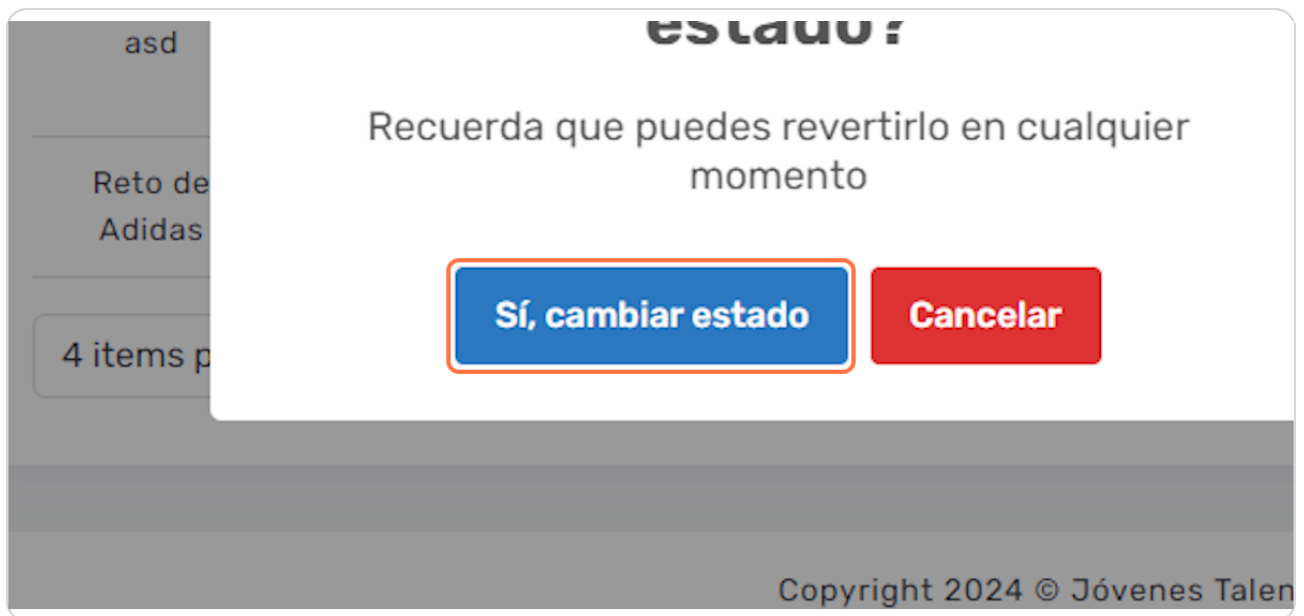 asd
estado?
Recuerda que puedes revertirlo en cualquier
momento
Reto de
Adidas
Sí, cambiar estado
Cancelar
4 items p
Copyright 2024 © Jóvenes Talen